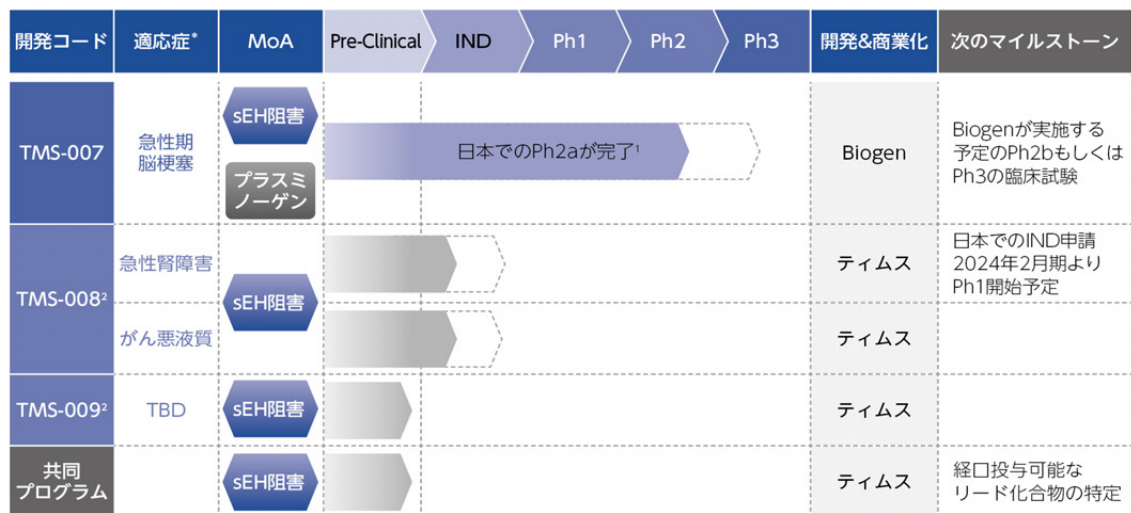 開発コード
適応症*
MoA
Pre-Clinical
IND
Ph1
Ph2
Ph3
開発&商業化
次のマイルストーン
TMS-007
急性期
脳梗塞
sEH阻害
プラスミ
ノーゲン
日本でのPh2aが完了¹
Biogen
Biogenが実施する
予定のPh2bもしくは
Ph3の臨床試験
TMS-008²
急性腎障害
sEH阻害
ティムス
日本でのIND申請
2024年2月期より
Ph1開始予定
がん悪液質
ティムス
TMS-009²
TBD
sEH阻害
ティムス
共同
プログラム
sEH阻害
ティムス
経口投与可能な
リード化合物の特定